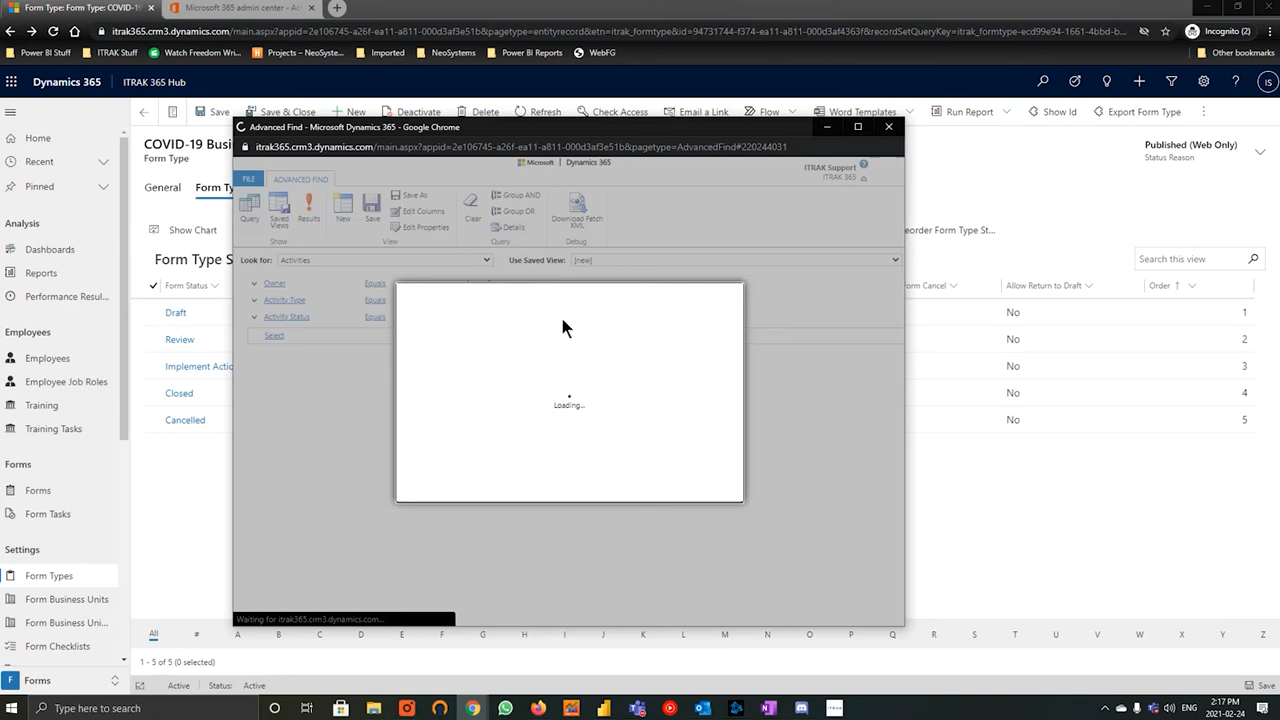 Form Type: Form Type: COVID-19
Microsoft 365 admin center - Ac
itrak365.crm3.dynamics.com/main.aspx?appid=2e106745-a26f-ea11-a811-000d3af3e51b&pagetype=entityrecord&etn=itrak_formtype&id=94731744-f374-ea11-a811-000d3af4363f&recordSetQueryKey=itrak_formtype-ecd99e94-1661-4bbd-b...
Incognito (2)
Power BI Stuff
ITRAK Stuff
Watch Freedom Wri...
Projects – NeoSyste...
Imported
NeoSystems
Power BI Reports
WebFG
Other bookmarks
Dynamics 365
ITRAK 365 Hub
IS
Save
Save & Close
New
Deactivate
Delete
Refresh
Check Access
Email a Link
Flow
Word Templates
Run Report
Show Id
Export Form Type
COVID-19 Busi
Form Type
Published (Web Only)
Status Reason
General
Form Ty
Show Chart
eorder Form Type St...
Form Type S
Search this view
Form Status
orm Cancel
Allow Return to Draft
Order
Draft
No
1
Review
No
2
Implement Actio
No
3
Closed
No
4
Cancelled
No
5
Home
Recent
Pinned
Analysis
Dashboards
Reports
Performance Resul...
Employees
Employees
Employee Job Roles
Training
Training Tasks
Forms
Forms
Form Tasks
Settings
Form Types
Form Business Units
Form Business Uni...
Form Checklists
Forms
Advanced Find - Microsoft Dynamics 365 - Google Chrome
itrak365.crm3.dynamics.com/main.aspx?appid=2e106745-a26f-ea11-a811-000d3af3e51b&pagetype=AdvancedFind#220244031
Microsoft
Dynamics 365
FILE
ADVANCED FIND
ITRAK Support
ITRAK 365
Query
Saved Views
Results
New
Save
Save As
Edit Columns
Edit Properties
Clear
Group AND
Group OR
Details
Download Fetch XML
Show
View
Query
Debug
Look for:
Activities
Use Saved View:
[new]
Owner
Equals
Activity Type
Equals
Activity Status
Equals
Select
Loading...
Waiting for itrak365.crm3.dynamics.com...
All
#
A
B
C
D
E
F
G
H
I
J
K
L
M
N
O
P
Q
R
S
T
U
V
W
X
Y
Z
1 - 5 of 5 (0 selected)
Active
Status:
Active
Save
Type here to search
2:17 PM
2021-02-24
ITRAK